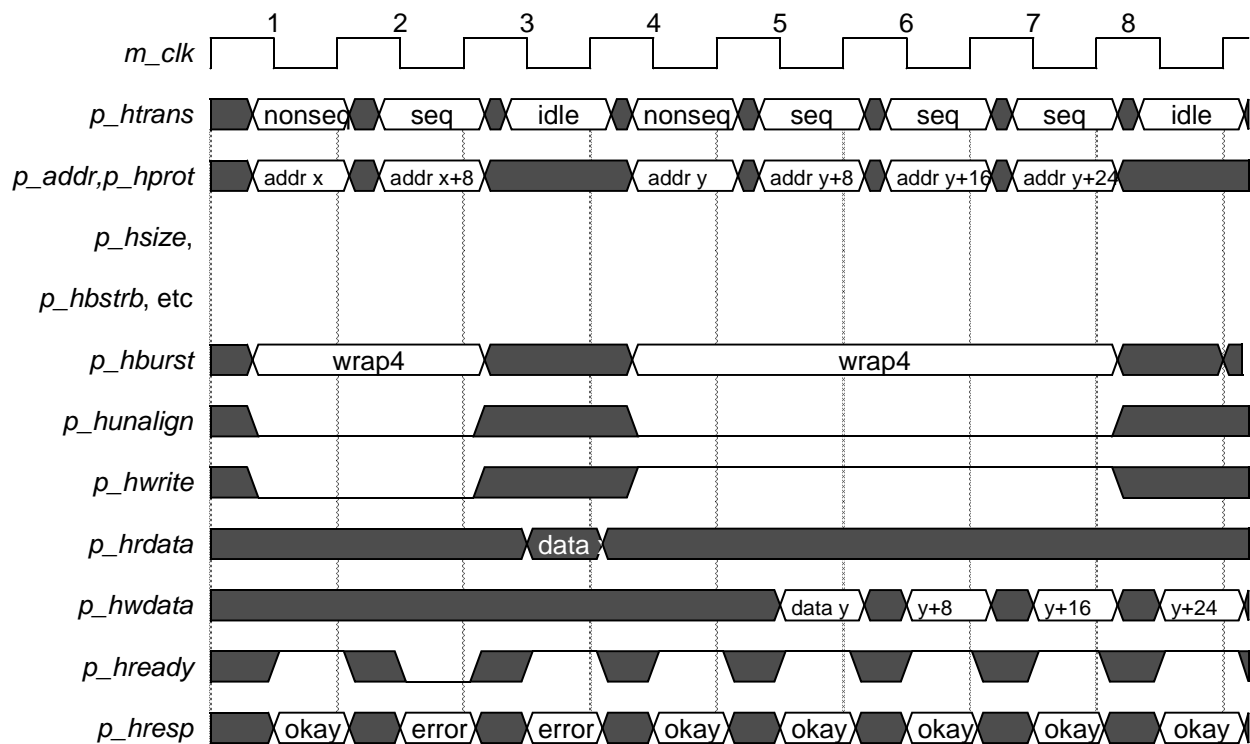 1 2 3 4 5 6 7 8
m_clk
p_htrans nonseq seq idle nonseq seq seq seq idle
p_addr,p_hprot addr x addr x+8 addr y addr y+8 addr y+16 addr y+24
p_hsize,
p_hbstrb, etc
p_hburst wrap4 wrap4
p_hunalign
p_hwrite
p_hrdata data
p_hwdata data y y+8 y+16 y+24
p_hready
p_hresp okay error error okay okay okay okay okay